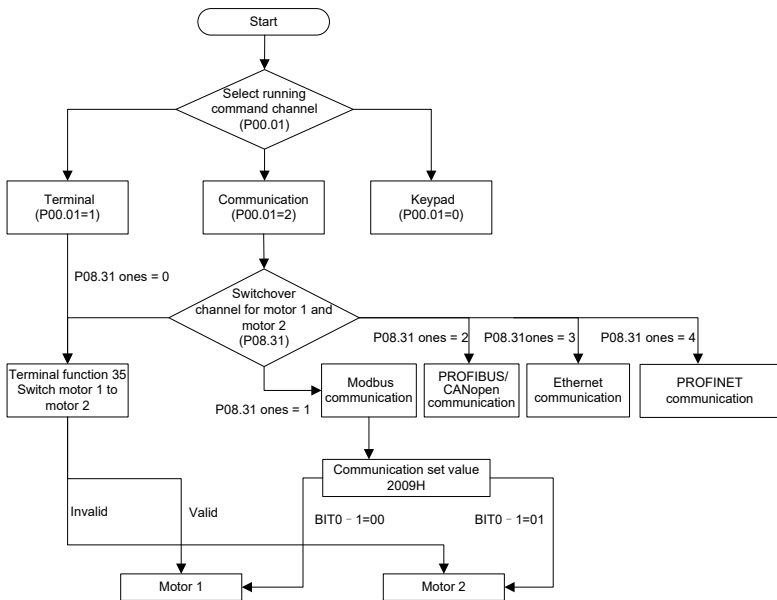 Start
Select running
command channel
(P00.01)
Terminal
(P00.01=1)
Communication
(P00.01=2)
Keypad
(P00.01=0)
P08.31 ones = 0
Switchover
channel for motor 1 and
motor 2
(P08.31)
P08.31 ones = 2
P08.31ones = 3
P08.31 ones = 4
Terminal function 35
Switch motor 1 to
motor 2
P08.31 ones = 1
Modbus
communication
PROFIBUS/
CANopen
communication
Ethernet
communication
PROFINET
communication
Communication set value
2009H
Invalid
Valid
BIT0﹣1=00
BIT0﹣1=01
Motor 1
Motor 2